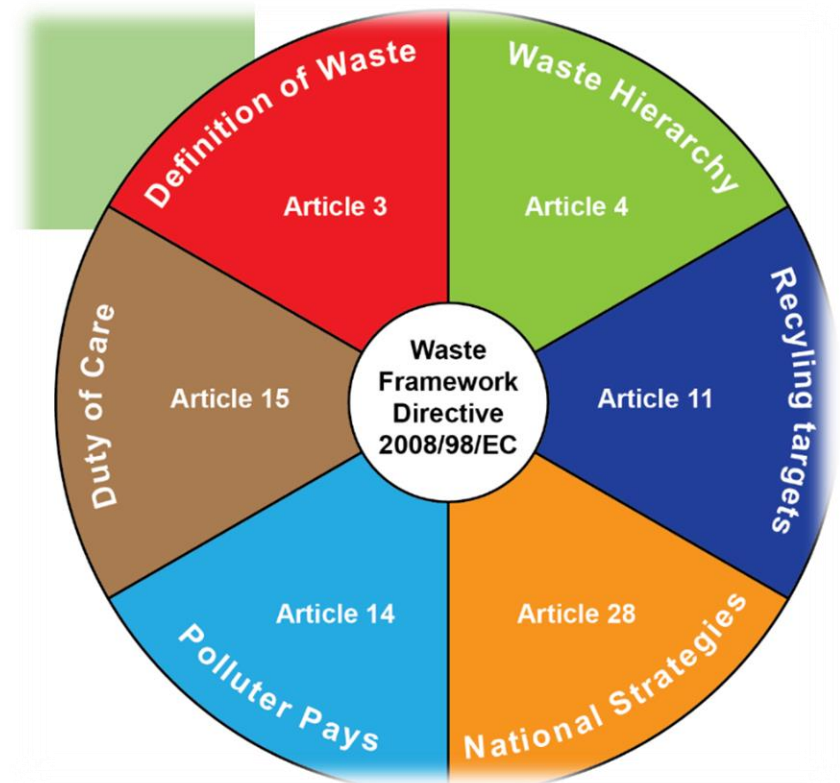 Waste
Framework
Directive
2008/98/EC
Definition of Waste
Article 3
Waste Hierarchy
Article 4
Recyling targets
Article 11
National Strategies
Article 28
Polluter Pays
Article 14
Duty of Care
Article 15